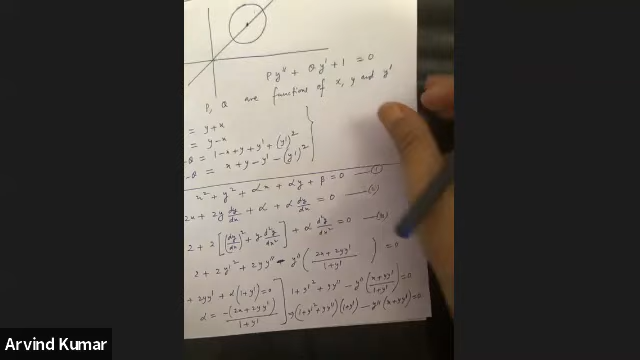 P y'' + Q y' + 1 = 0
P, Q are functions of x, y and y'
= y+x
= y-x
-Q = 1-x+y+y'+(y')²
-Q = x+y-y'-(y')²
x² + y² + αx + αy + β = 0 —(1)
2x + 2y dy/dx + α + α dy/dx = 0
2 + 2[(dy/dx)² + y d²y/dx²] + α d²y/dx² = 0
2 + 2y'² + 2yy'' - y''( (2x + 2yy')/(1+y') ) = 0
+ 2yy' + α(1+y') = 0
α = -(2x + 2yy')/(1+y')
1 + y'² + yy'' - y''( (x+yy')/(1+y') ) = 0
(1+y'²+yy'')(1+y') - y''(x+yy') = 0
Arvind Kumar